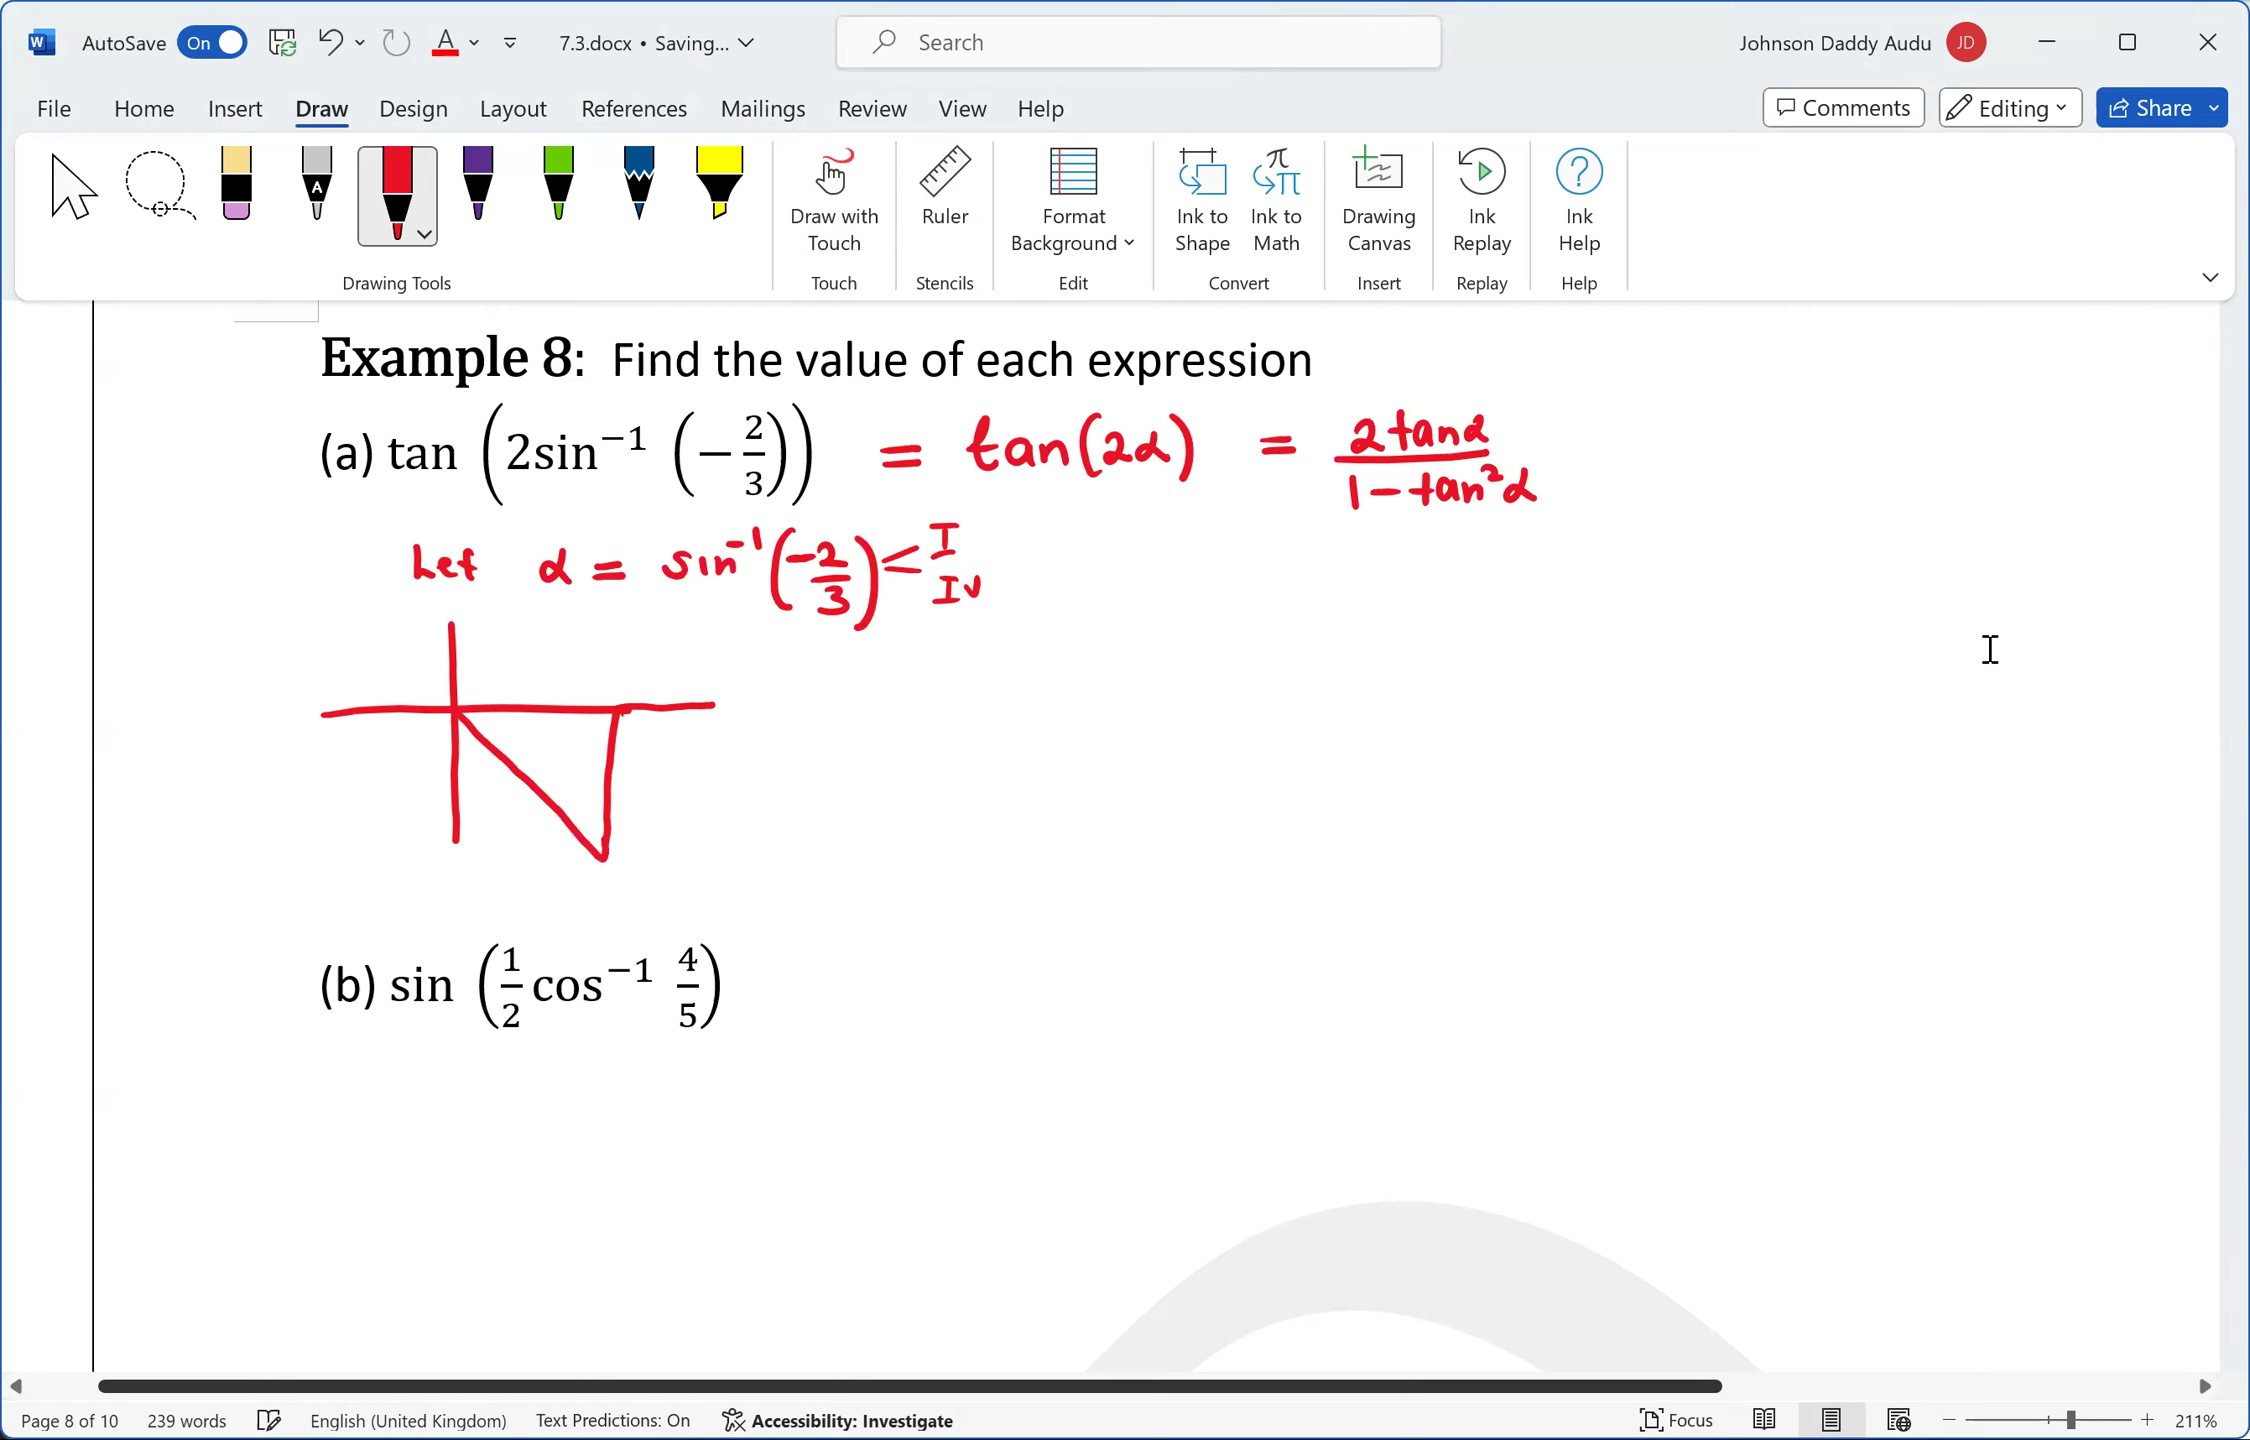 W AutoSave On A 7.3.docx • Saving... Search Johnson Daddy Audu JD
File Home Insert Draw Design Layout References Mailings Review View Help Comments Editing Share
A
Draw with Touch Ruler Format Background Ink to Shape Ink to Math Drawing Canvas Ink Replay Ink Help
Drawing Tools Touch Stencils Edit Convert Insert Replay Help
Example 8: Find the value of each expression
(a) tan (2sin⁻¹ (−2/3)) = tan(2α) = 2tanα / 1−tan²α
Let α = sin⁻¹(−2/3) < I
IV
(b) sin (1/2 cos⁻¹ 4/5)
Page 8 of 10 239 words English (United Kingdom) Text Predictions: On Accessibility: Investigate Focus 211%